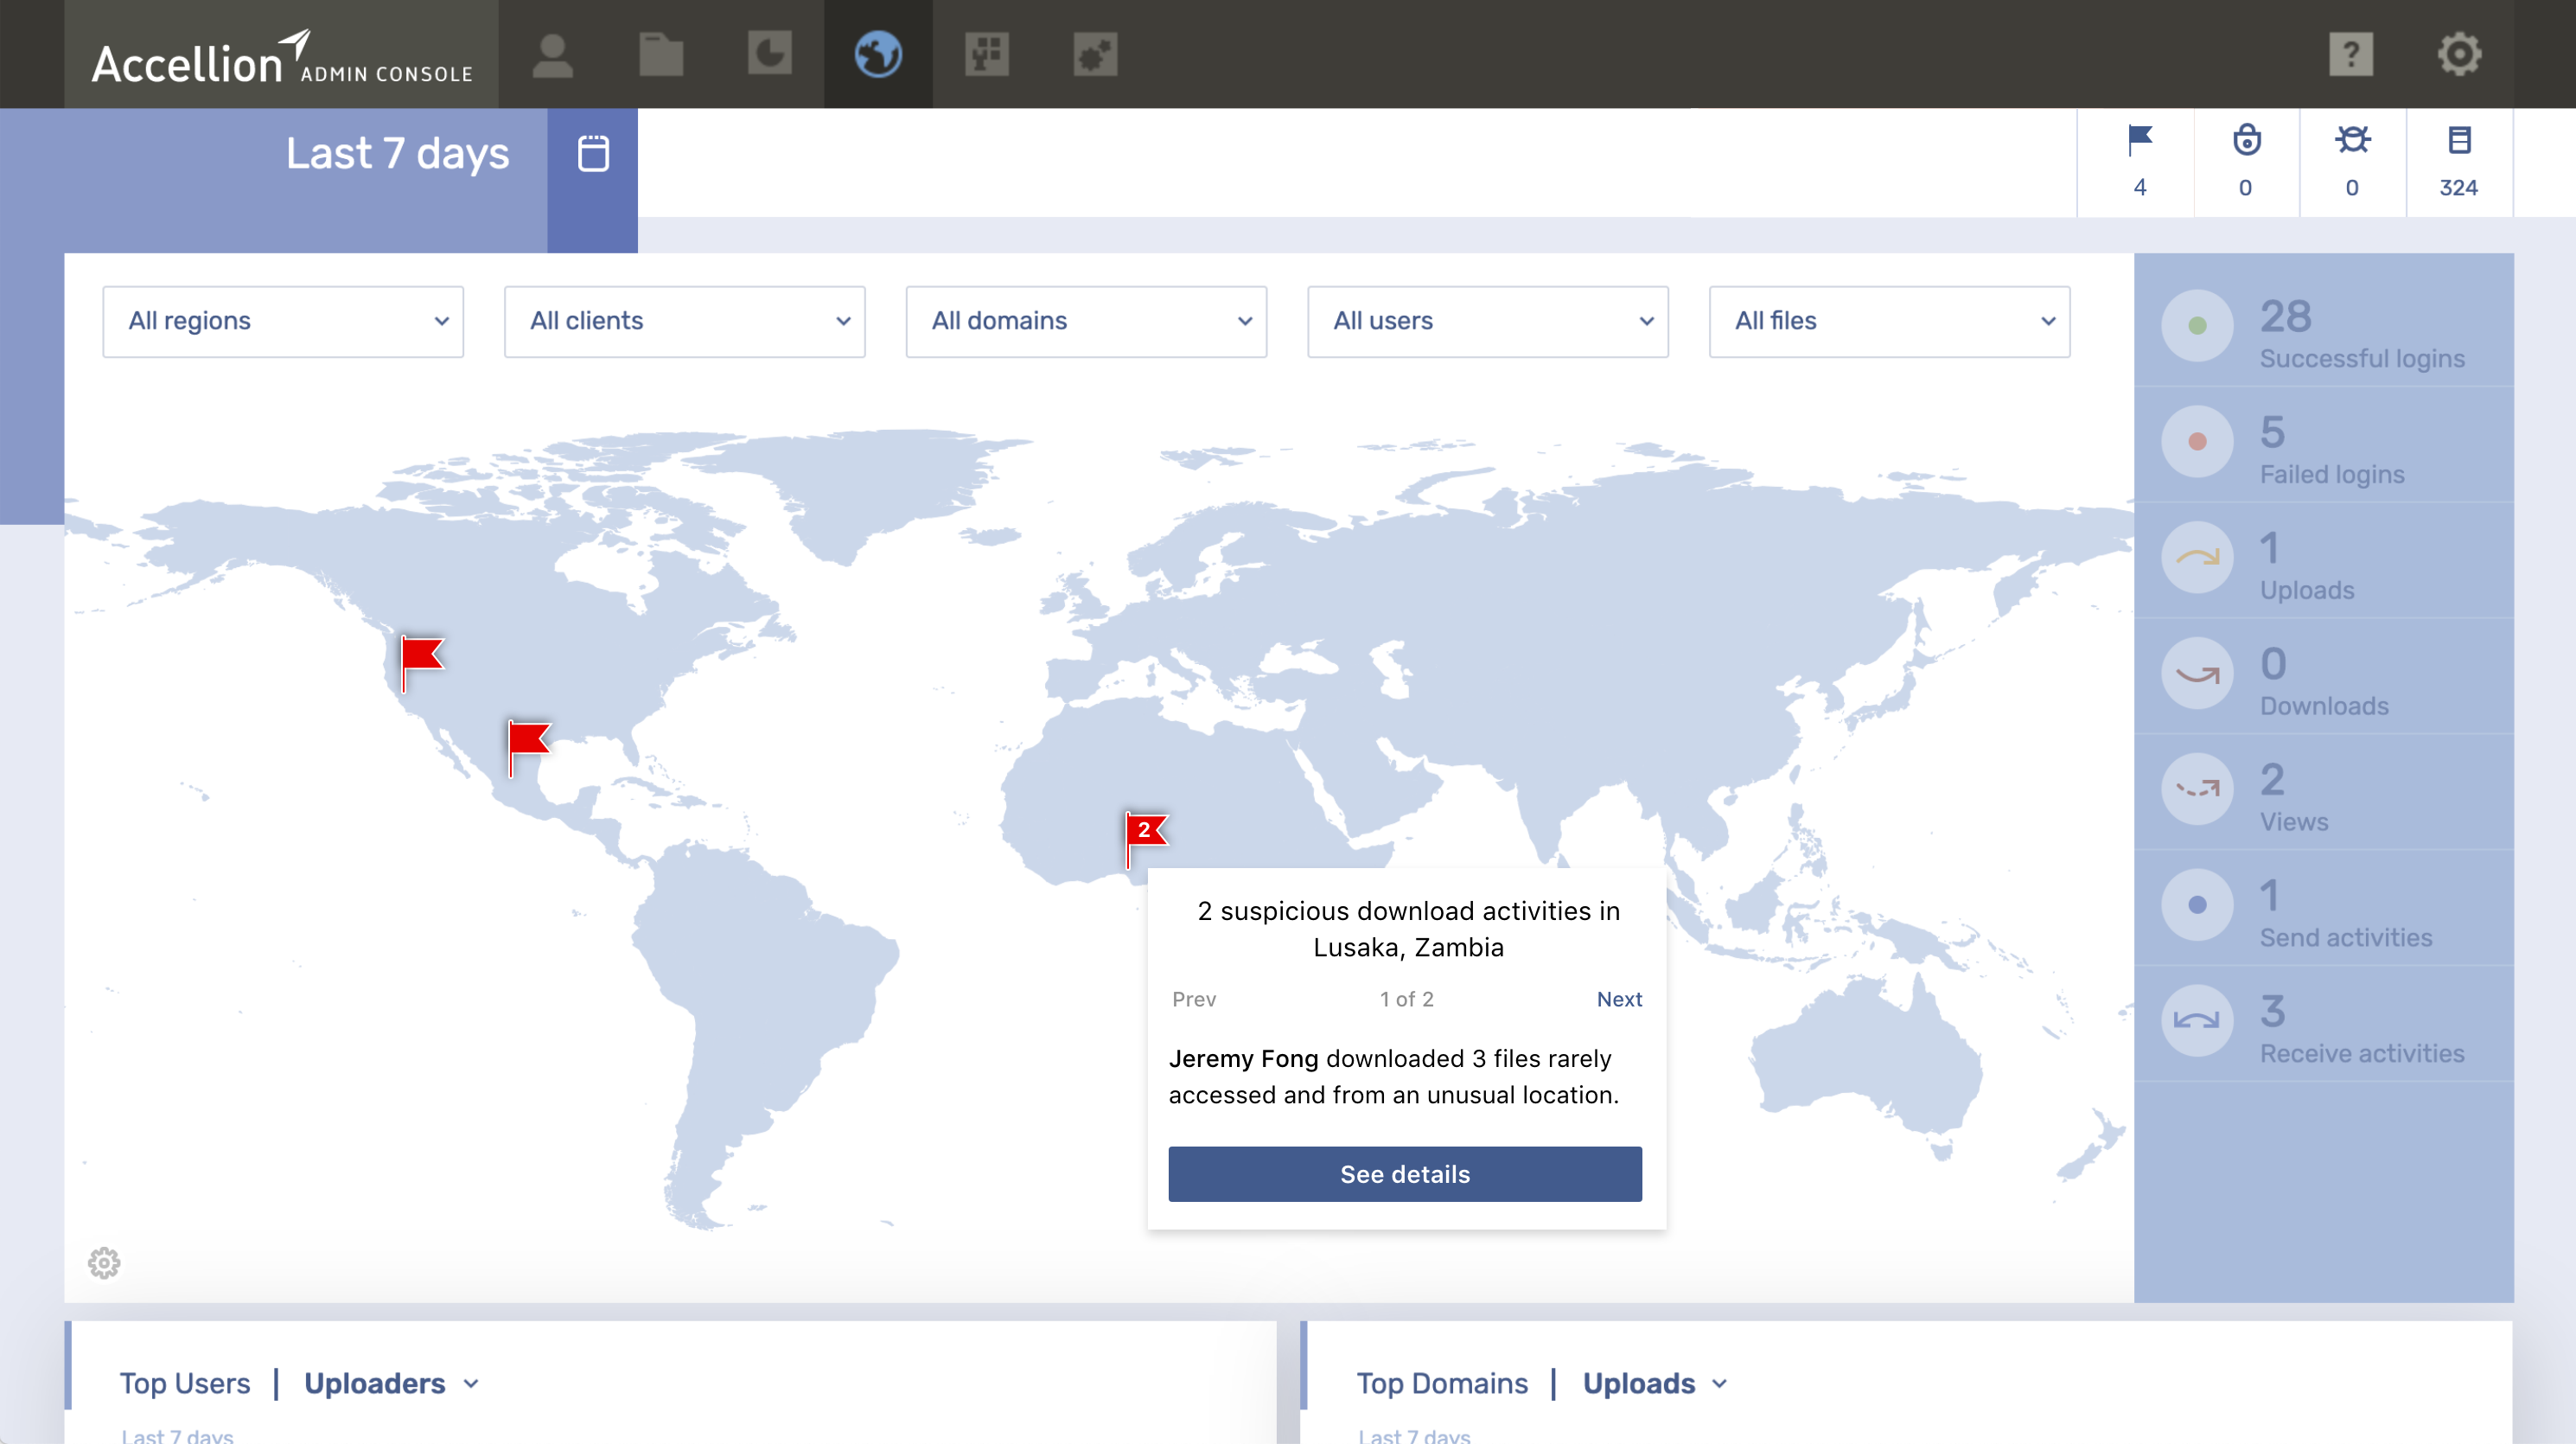 Accellion ADMIN CONSOLE
?
Last 7 days
4
0
0
324
All regions
All clients
All domains
All users
All files
28
Successful logins
5
Failed logins
1
Uploads
0
Downloads
2
Views
1
Send activities
3
Receive activities
2
2 suspicious download activities in
Lusaka, Zambia
Prev
1 of 2
Next
Jeremy Fong downloaded 3 files rarely
accessed and from an unusual location.
See details
Top Users | Uploaders
Last 7 days
Top Domains | Uploads
Last 7 days